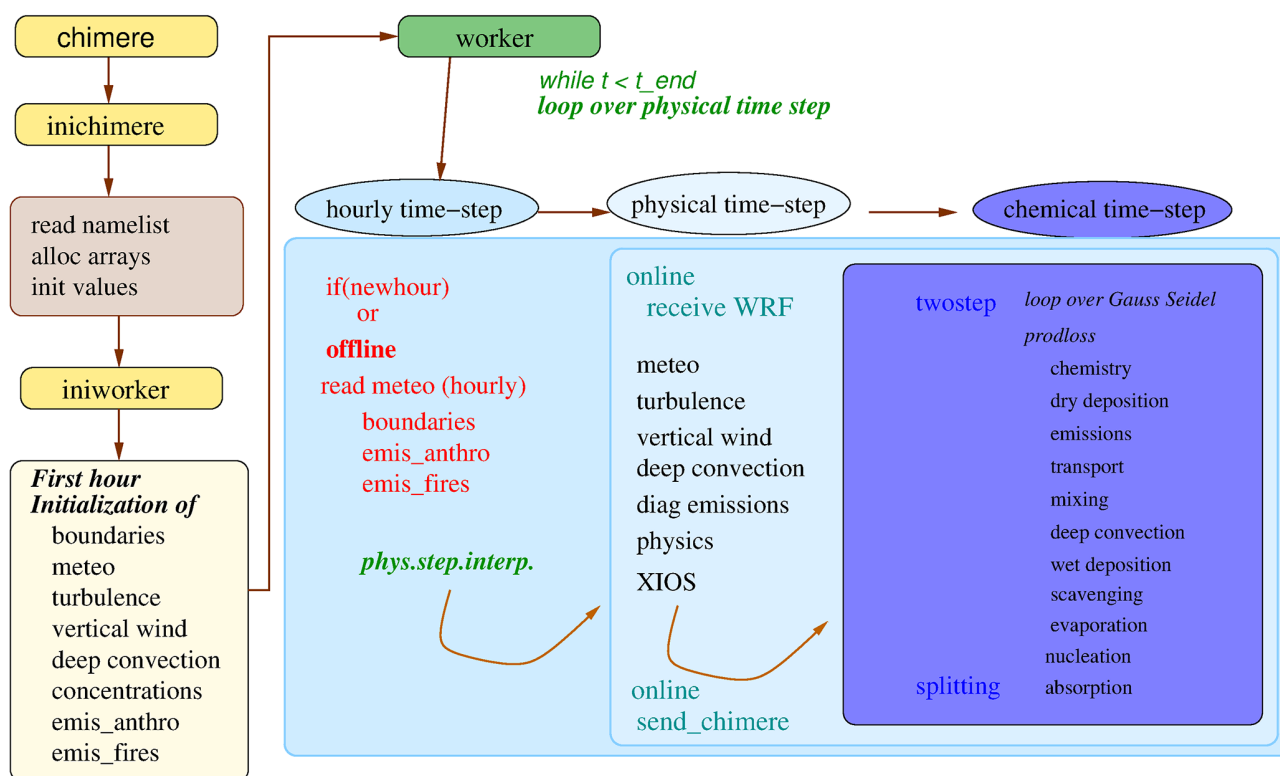 chimere
inichimere
read namelist
alloc arrays
init values
iniworker
First hour
Initialization of
boundaries
meteo
turbulence
vertical wind
deep convection
concentrations
emis_anthro
emis_fires
worker
while t < t_end
loop over physical time step
hourly time−step
physical time−step
chemical time−step
if(newhour)
or
offline
read meteo (hourly)
boundaries
emis_anthro
emis_fires
phys.step.interp.
online
receive WRF
meteo
turbulence
vertical wind
deep convection
diag emissions
physics
XIOS
online
send_chimere
twostep
loop over Gauss Seidel
prodloss
chemistry
dry deposition
emissions
transport
mixing
deep convection
wet deposition
scavenging
evaporation
nucleation
splitting
absorption